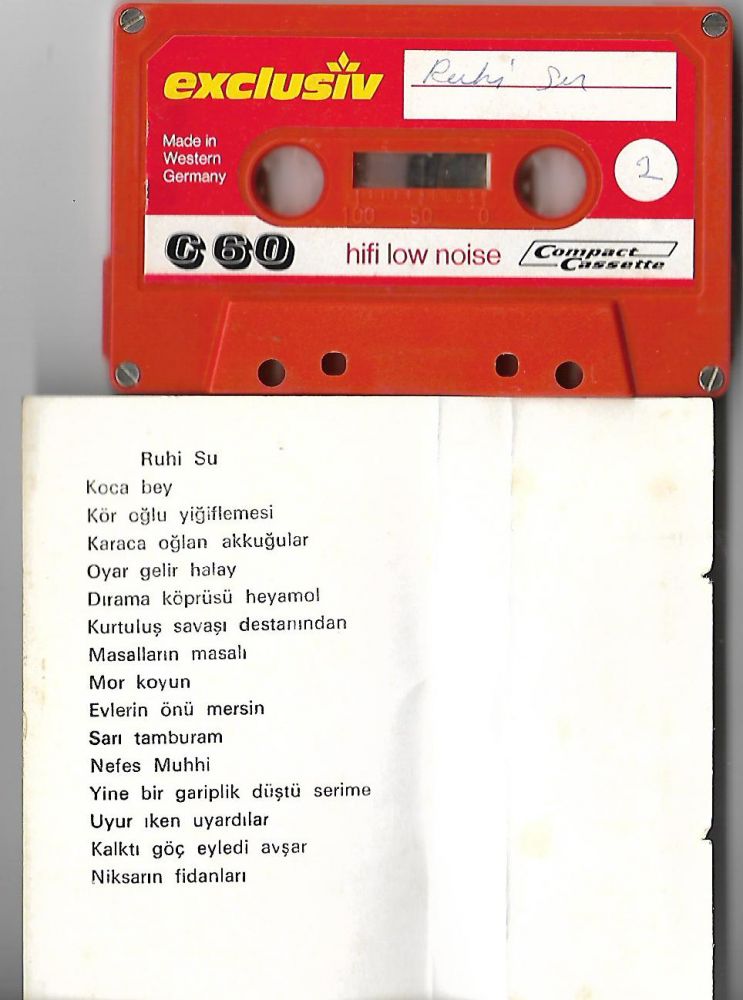 exclusiv
Ruhi Su
Made in
Western
Germany
2
100 50 0
C 60
hifi low noise
Compact
Cassette
Ruhi Su
Koca bey
Kör oğlu yiğiflemesi
Karaca oğlan akkuğular
Oyar gelir halay
Dırama köprüsü heyamol
Kurtuluş savaşı destanından
Masalların masalı
Mor koyun
Evlerin önü mersin
Sarı tamburam
Nefes Muhhi
Yine bir gariplik düştü serime
Uyur ıken uyardılar
Kalktı göç eyledi avşar
Niksarın fidanları